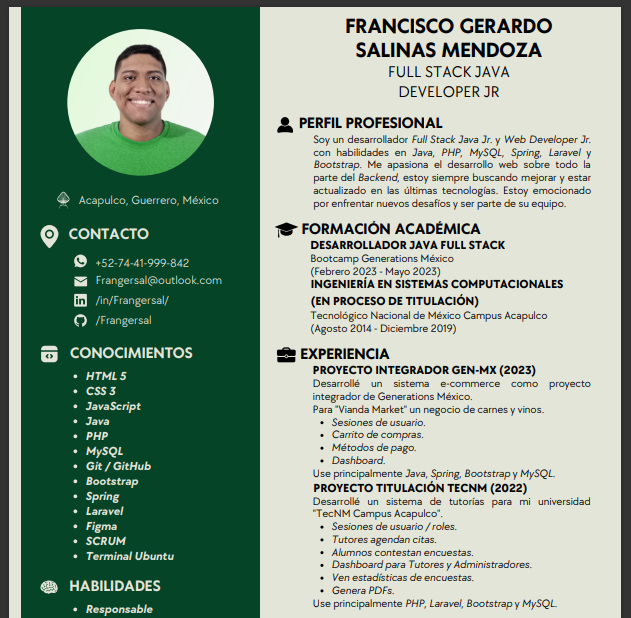 FRANCISCO GERARDO
SALINAS MENDOZA
FULL STACK JAVA
DEVELOPER JR
Acapulco, Guerrero, México
CONTACTO
+52-74-41-999-842
Frangersal@outlook.com
/in/Frangersal/
/Frangersal
CONOCIMIENTOS
HTML 5
CSS 3
JavaScript
Java
PHP
MySQL
Git / GitHub
Bootstrap
Spring
Laravel
Figma
SCRUM
Terminal Ubuntu
HABILIDADES
Responsable
PERFIL PROFESIONAL
Soy un desarrollador Full Stack Java Jr. y Web Developer Jr.
con habilidades en Java, PHP, MySQL, Spring, Laravel y
Bootstrap. Me apasiona el desarrollo web sobre todo la
parte del Backend, estoy siempre buscando mejorar y estar
actualizado en las últimas tecnologías. Estoy emocionado
por enfrentar nuevos desafíos y ser parte de su equipo.
FORMACIÓN ACADÉMICA
DESARROLLADOR JAVA FULL STACK
Bootcamp Generations México
(Febrero 2023 - Mayo 2023)
INGENIERÍA EN SISTEMAS COMPUTACIONALES
(EN PROCESO DE TITULACIÓN)
Tecnológico Nacional de México Campus Acapulco
(Agosto 2014 - Diciembre 2019)
EXPERIENCIA
PROYECTO INTEGRADOR GEN-MX (2023)
Desarrollé un sistema e-commerce como proyecto
integrador de Generations México.
Para "Vianda Market" un negocio de carnes y vinos.
Sesiones de usuario.
Carrito de compras.
Métodos de pago.
Dashboard.
Use principalmente Java, Spring, Bootstrap y MySQL.
PROYECTO TITULACIÓN TECNM (2022)
Desarrollé un sistema de tutorías para mi universidad
"TecNM Campus Acapulco".
Sesiones de usuario / roles.
Tutores agendan citas.
Alumnos contestan encuestas.
Dashboard para Tutores y Administradores.
Ven estadísticas de encuestas.
Genera PDFs.
Use principalmente PHP, Laravel, Bootstrap y MySQL.